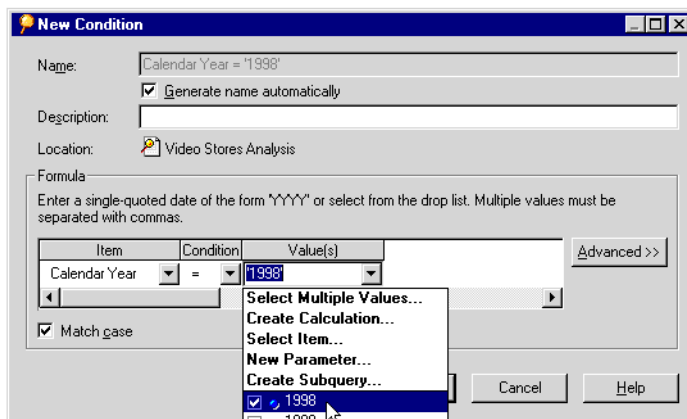 New Condition
Name: Calendar Year = '1998'
Generate name automatically
Description:
Location: Video Stores Analysis
Formula
Enter a single-quoted date of the form 'YYYY' or select from the drop list. Multiple values must be
separated with commas.
Item Condition Value(s)
Advanced >>
Calendar Year = '1998'
Select Multiple Values...
Match case
Create Calculation...
Select Item...
New Parameter...
Create Subquery...
Cancel Help
1998